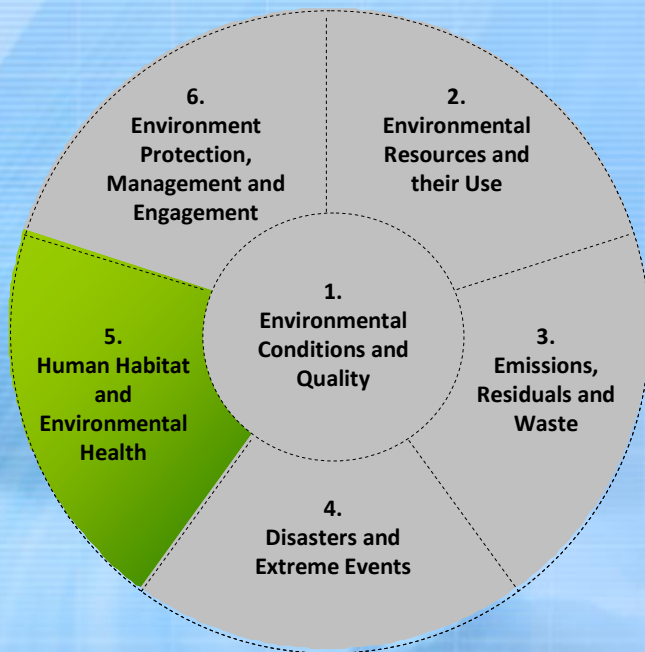 1.
Environmental
Conditions and
Quality
2.
Environmental
Resources and
their Use
3.
Emissions,
Residuals and
Waste
4.
Disasters and
Extreme Events
5.
Human Habitat
and
Environmental
Health
6.
Environment
Protection,
Management and
Engagement